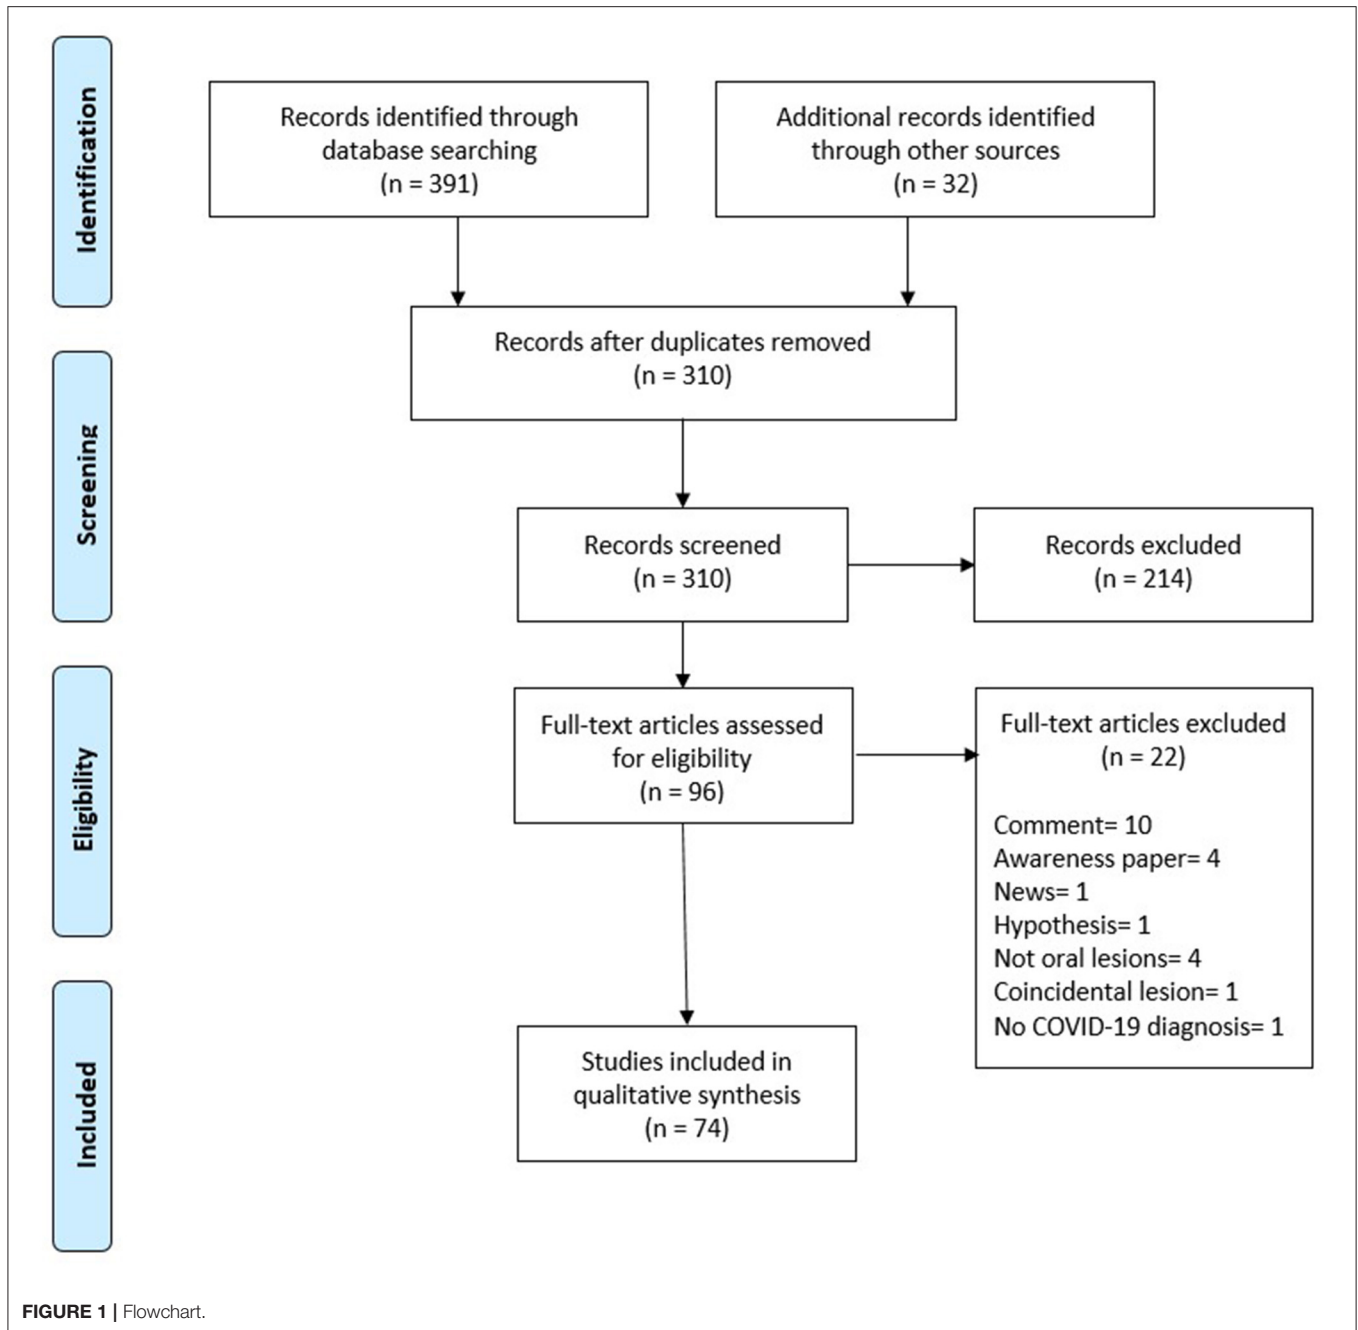 Identification
Records identified through
database searching
(n = 391)
Additional records identified
through other sources
(n = 32)
Records after duplicates removed
(n = 310)
Screening
Records screened
(n = 310)
Records excluded
(n = 214)
Eligibility
Full-text articles assessed
for eligibility
(n = 96)
Full-text articles excluded
(n = 22)
Comment= 10
Awareness paper= 4
News= 1
Hypothesis= 1
Not oral lesions= 4
Coincidental lesion= 1
No COVID-19 diagnosis= 1
Included
Studies included in
qualitative synthesis
(n = 74)
FIGURE 1 | Flowchart.